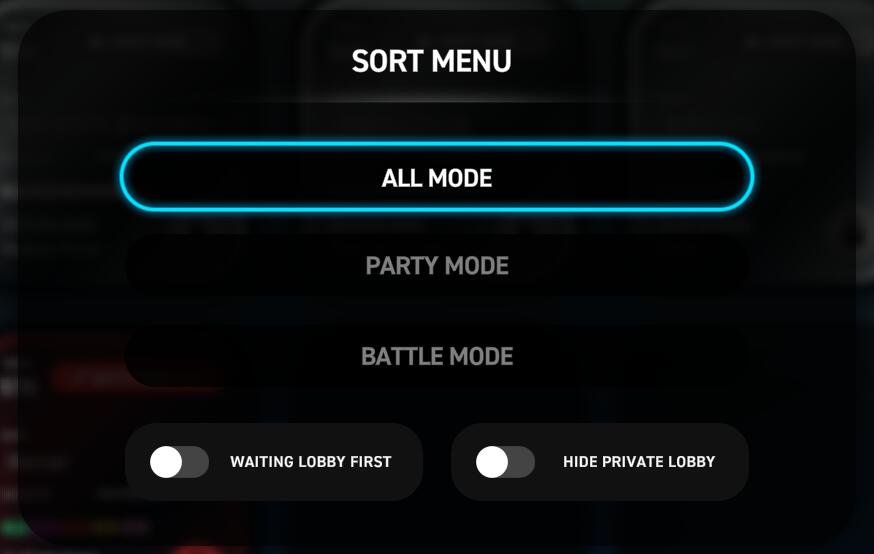 SORT MENU
ALL MODE
PARTY MODE
BATTLE MODE
WAITING LOBBY FIRST
HIDE PRIVATE LOBBY